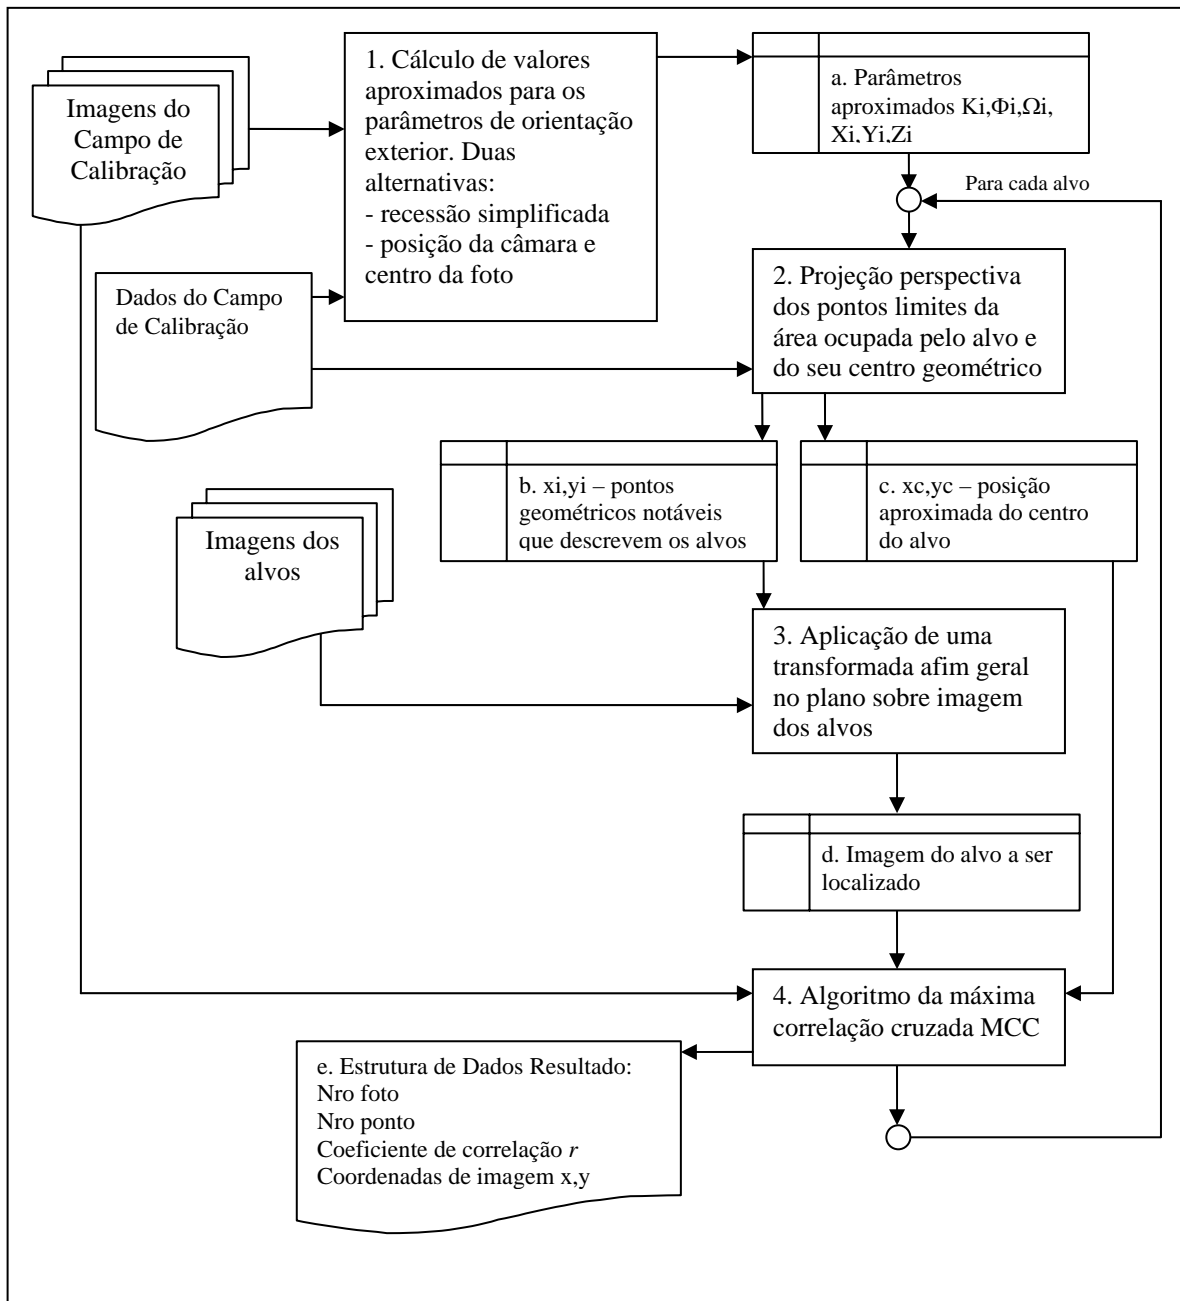 Imagens do
Campo de
Calibração
1. Cálculo de valores
aproximados para os
parâmetros de orientação
exterior. Duas
alternativas:
- recessão simplificada
- posição da câmara e
centro da foto
a. Parâmetros
aproximados Ki,Φi,Ωi,
Xi,Yi,Zi
Para cada alvo
Dados do Campo
de Calibração
2. Projeção perspectiva
dos pontos limites da
área ocupada pelo alvo e
do seu centro geométrico
b. xi,yi – pontos
geométricos notáveis
que descrevem os alvos
c. xc,yc – posição
aproximada do centro
do alvo
Imagens dos
alvos
3. Aplicação de uma
transformada afim geral
no plano sobre imagem
dos alvos
d. Imagem do alvo a ser
localizado
4. Algoritmo da máxima
correlação cruzada MCC
e. Estrutura de Dados Resultado:
Nro foto
Nro ponto
Coeficiente de correlação r
Coordenadas de imagem x,y